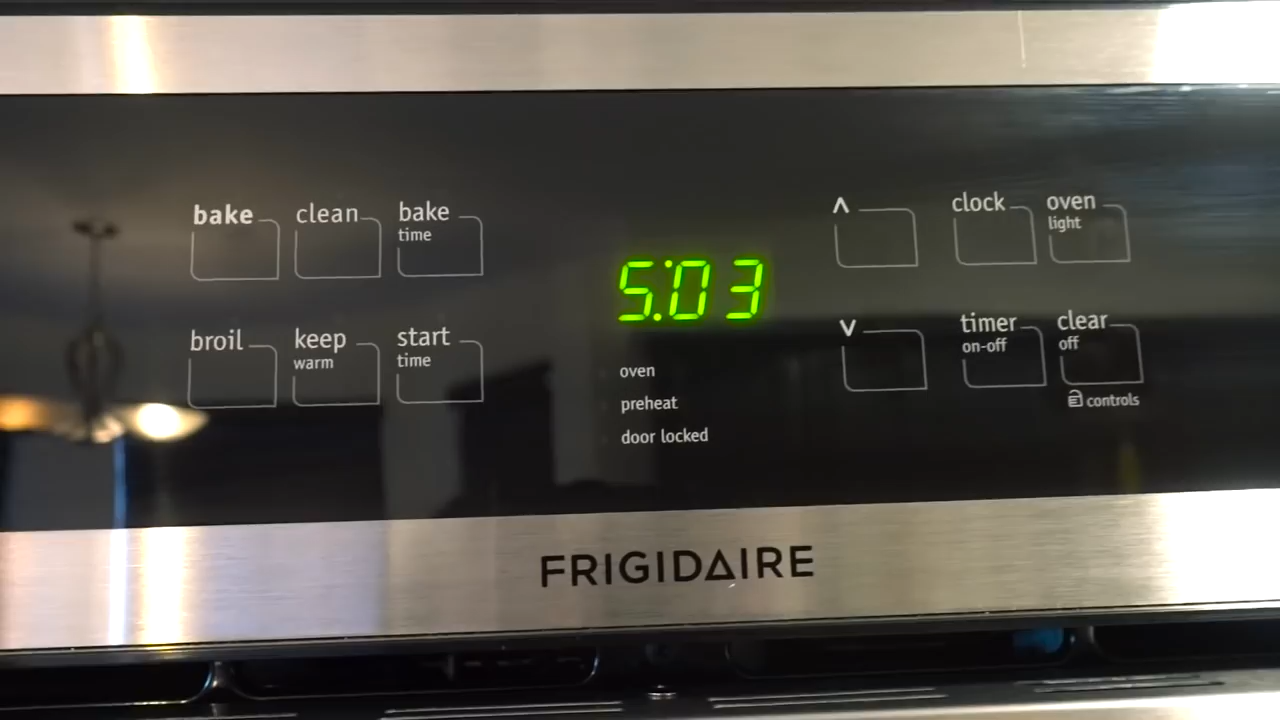 bake clean bake time
broil keep warm start time
5:03
oven
preheat
door locked
^ clock oven light
v timer on-off clear off
controls
FRIGIDAIRE